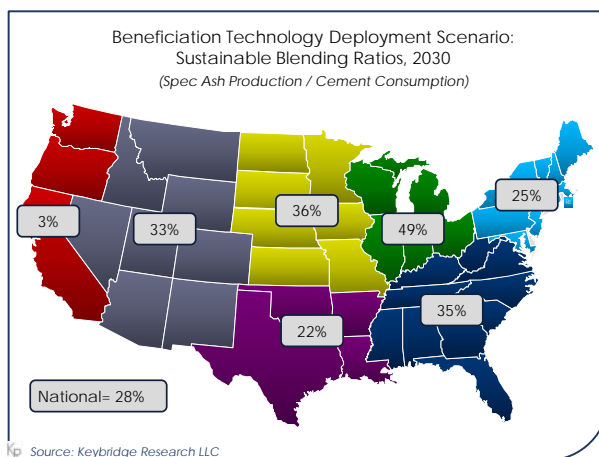 Beneficiation Technology Deployment Scenario:
Sustainable Blending Ratios, 2030
(Spec Ash Production / Cement Consumption)
25%
36%
3%
33%
49%
35%
22%
National= 28%
Source: Keybridge Research LLC